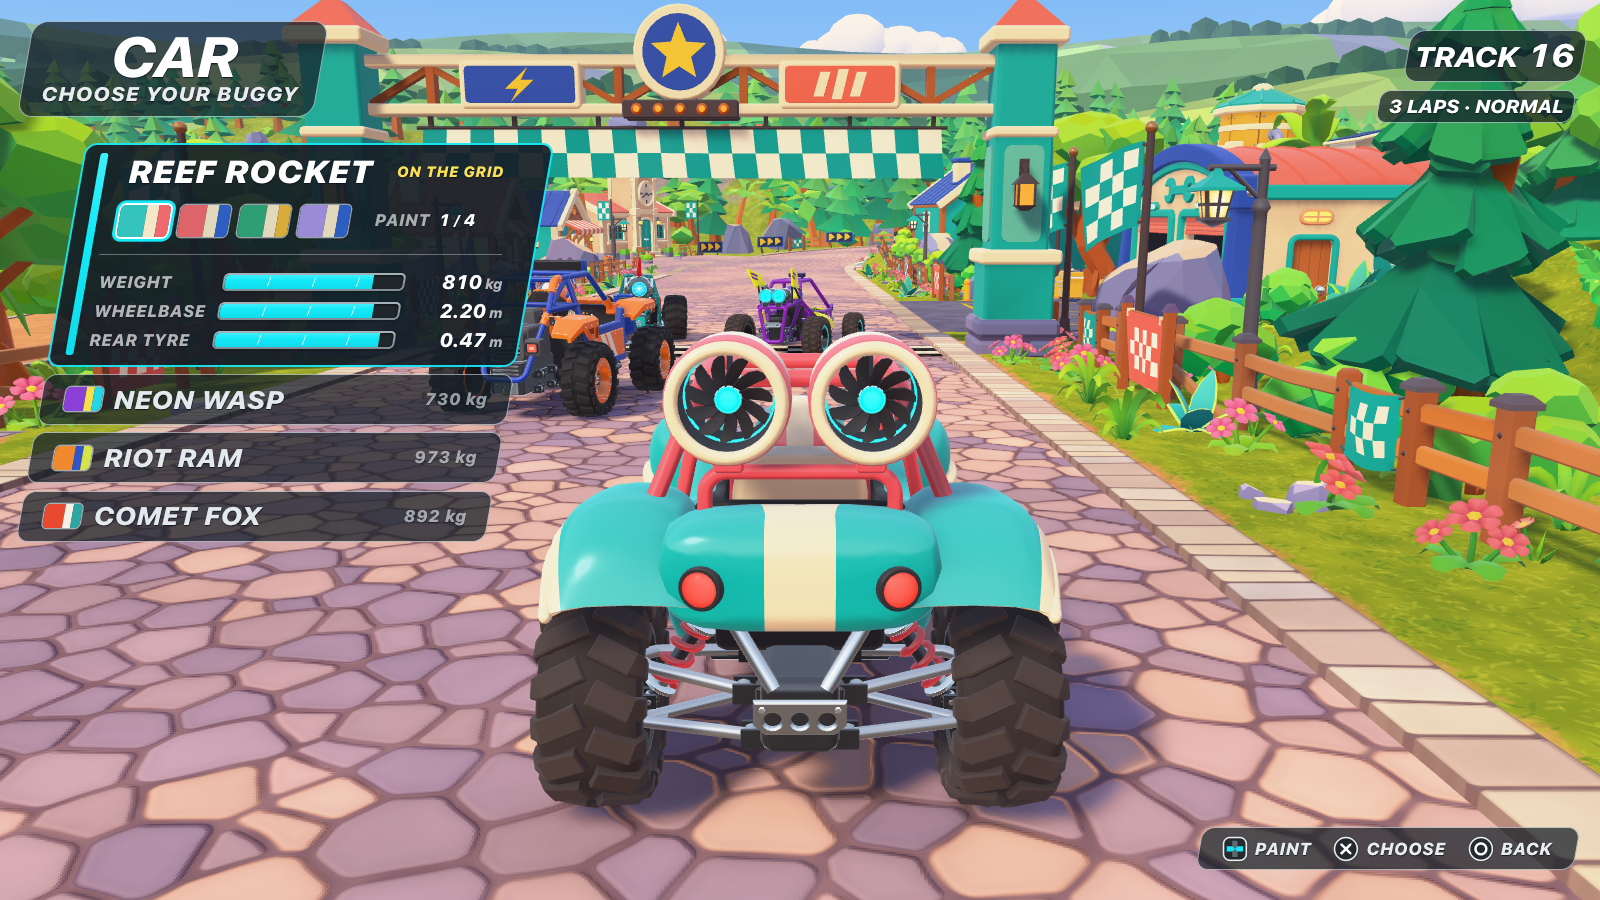 CAR
CHOOSE YOUR BUGGY
TRACK 16
3 LAPS · NORMAL
REEF ROCKET ON THE GRID
PAINT 1 / 4
WEIGHT 810 kg
WHEELBASE 2.20 m
REAR TYRE 0.47 m
NEON WASP 730 kg
RIOT RAM 973 kg
COMET FOX 892 kg
PAINT CHOOSE BACK